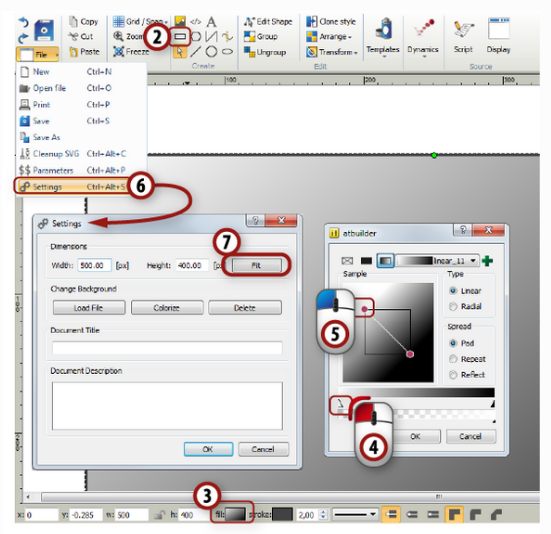 Copy
Grid / Snap
A
Edit Shape
Clone style
Cut
Zoom
2
Group
Arrange
File
Paste
Freeze
Ungroup
Transform
Templates
Dynamics
Script
Display
Create
Edit
Source
New Ctrl+N
100
200
300
Open file Ctrl+O
Print Ctrl+P
Save Ctrl+S
Save As
Cleanup SVG Ctrl+Alt+C
$$ Parameters Ctrl+Alt+P
Settings Ctrl+Alt+S
6
Settings
7
atbuilder
Dimensions
Width: 500.00 [px] Height: 400.00 [px] Fit
linear_11
Sample
Type
Change Background
Linear
Load File Colorize Delete
Radial
5
Document Title
Spread
Pad
Repeat
Document Description
Reflect
4
OK Cancel
OK Cancel
3
x: 0 y: -0.285 w: 500 h: 400 fill: stroke: 2,00